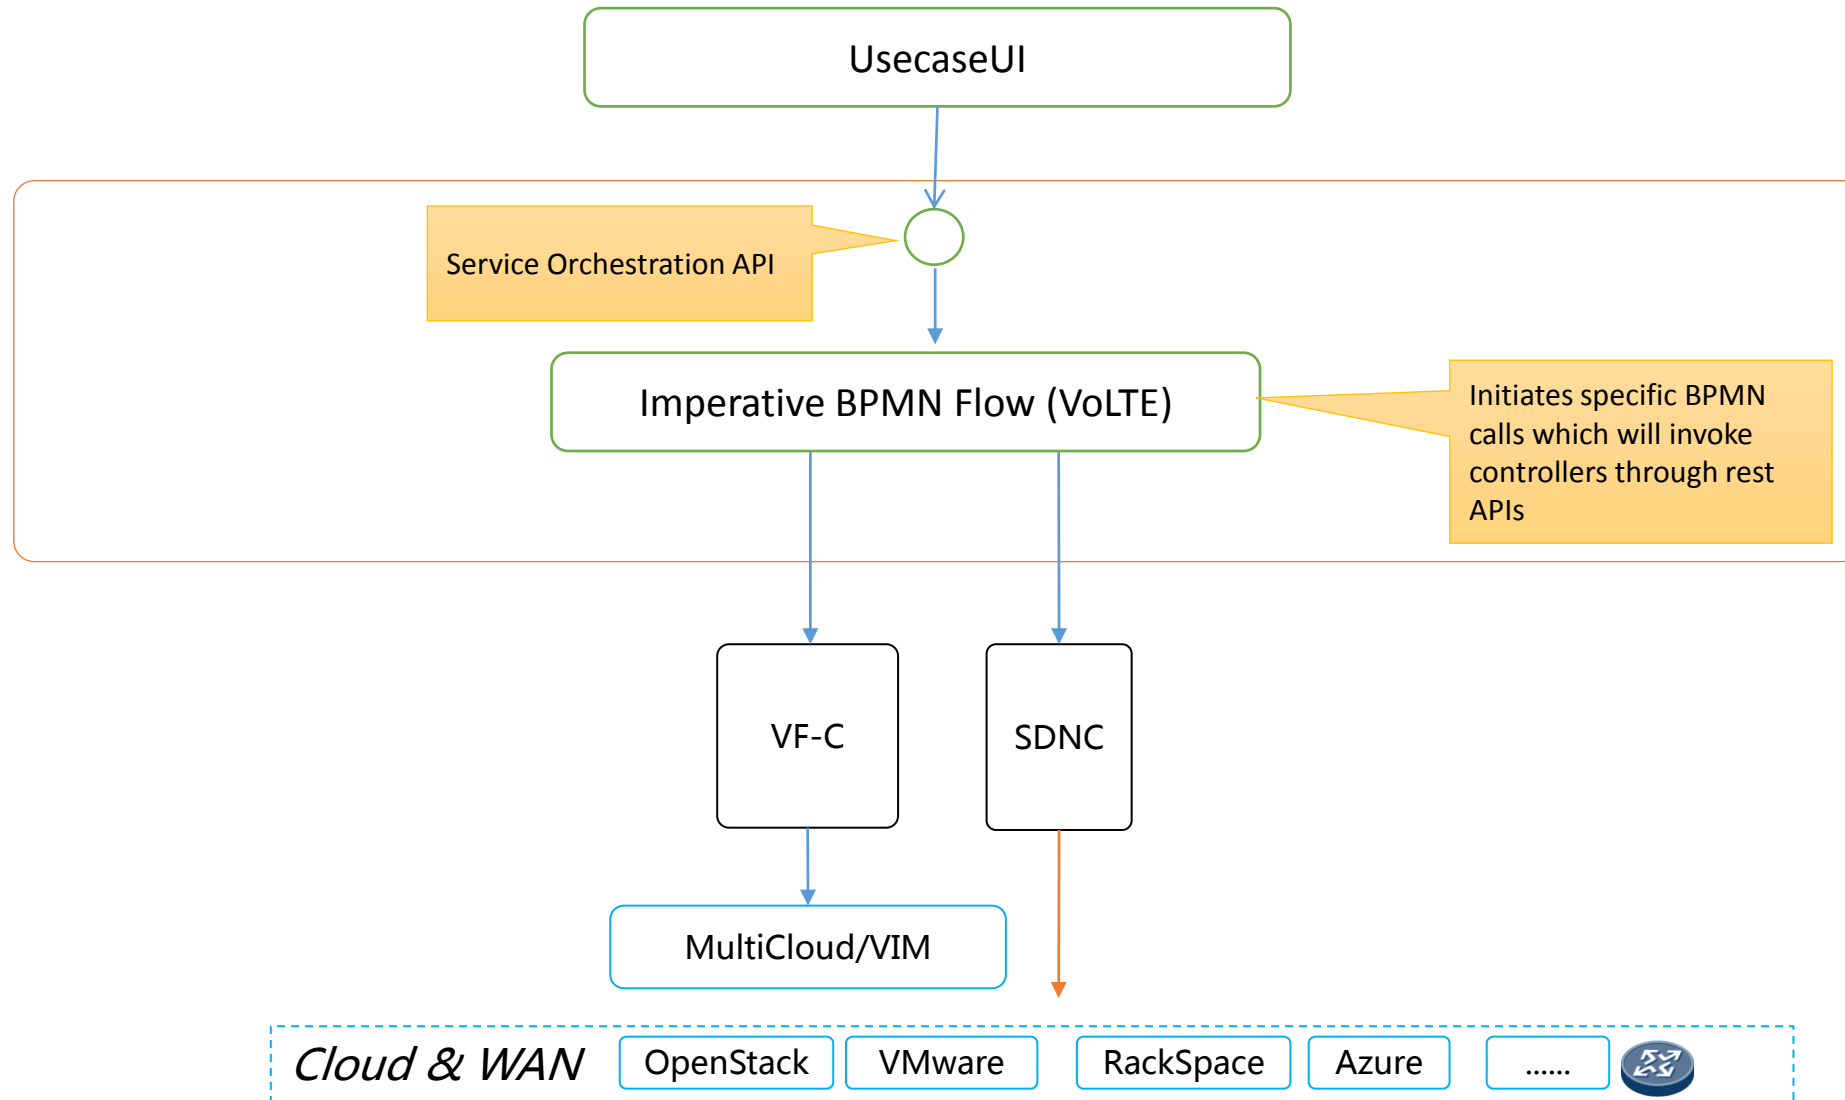 UsecaseUI
Service Orchestration API
Imperative BPMN Flow (VoLTE)
Initiates specific BPMN
calls which will invoke
controllers through rest
APIs
VF-C
SDNC
MultiCloud/VIM
Cloud & WAN
OpenStack
VMware
RackSpace
Azure
......